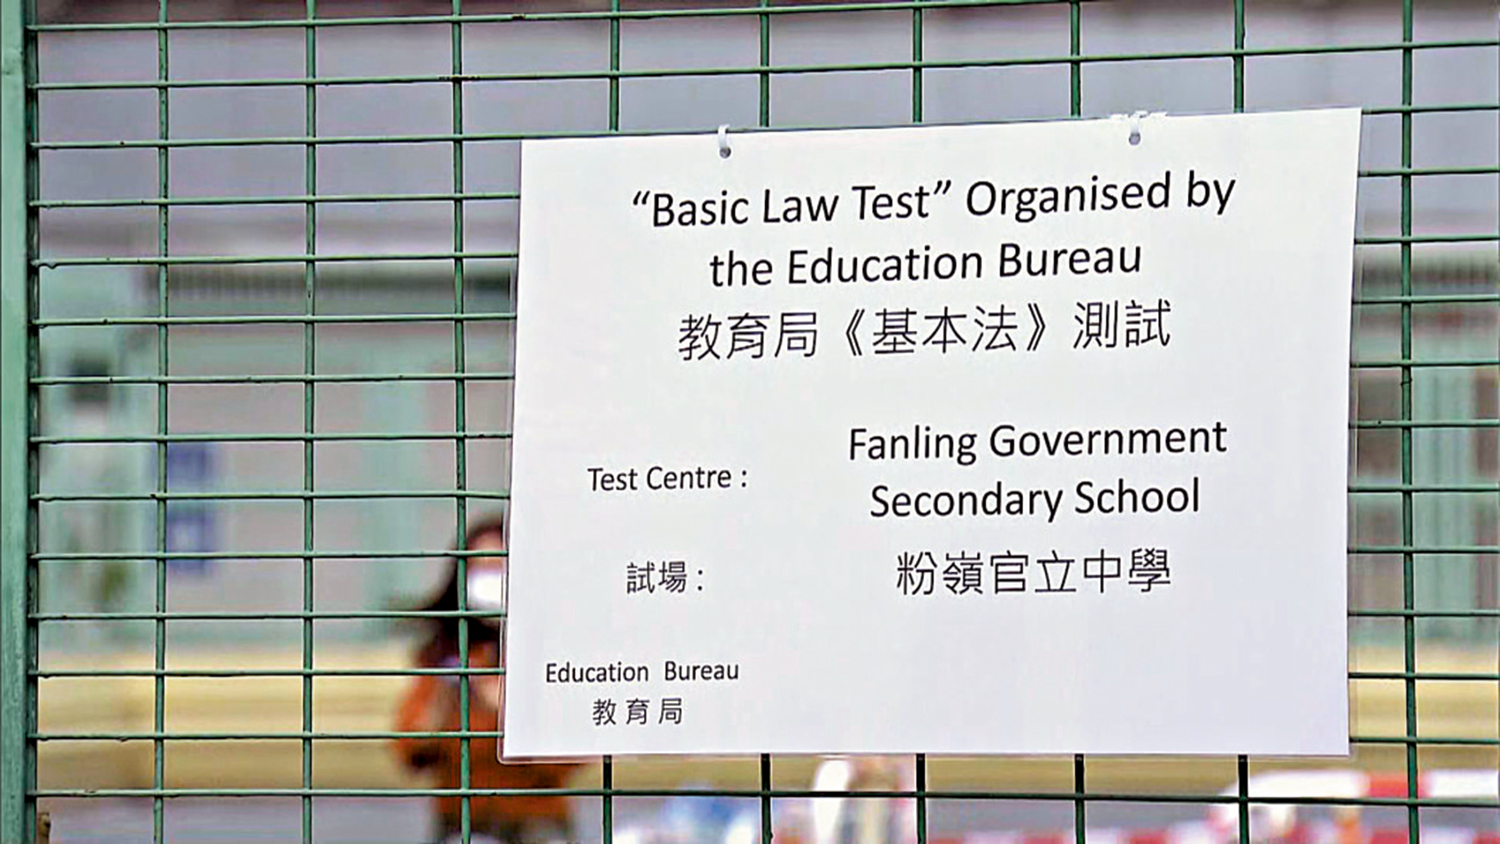 “Basic Law Test” Organised by
the Education Bureau
教育局《基本法》測試
Test Centre :
Fanling Government
Secondary School
試場 :
粉嶺官立中學
Education Bureau
教育局